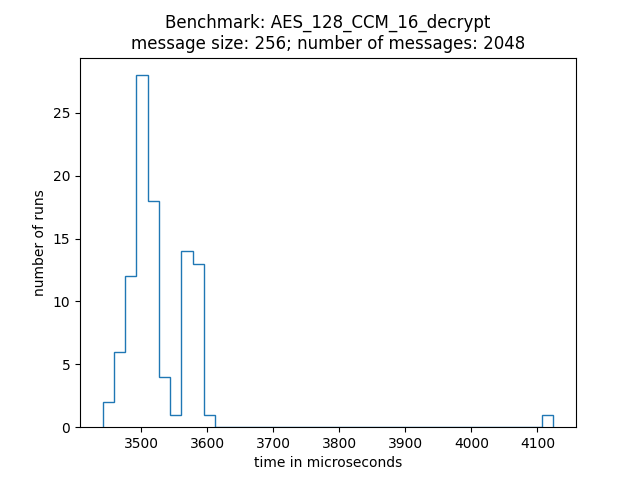 Benchmark: AES_128_CCM_16_decrypt
message size: 256; number of messages: 2048
25
20
15
10
5
0
number of runs
3500 3600 3700 3800 3900 4000 4100
time in microseconds